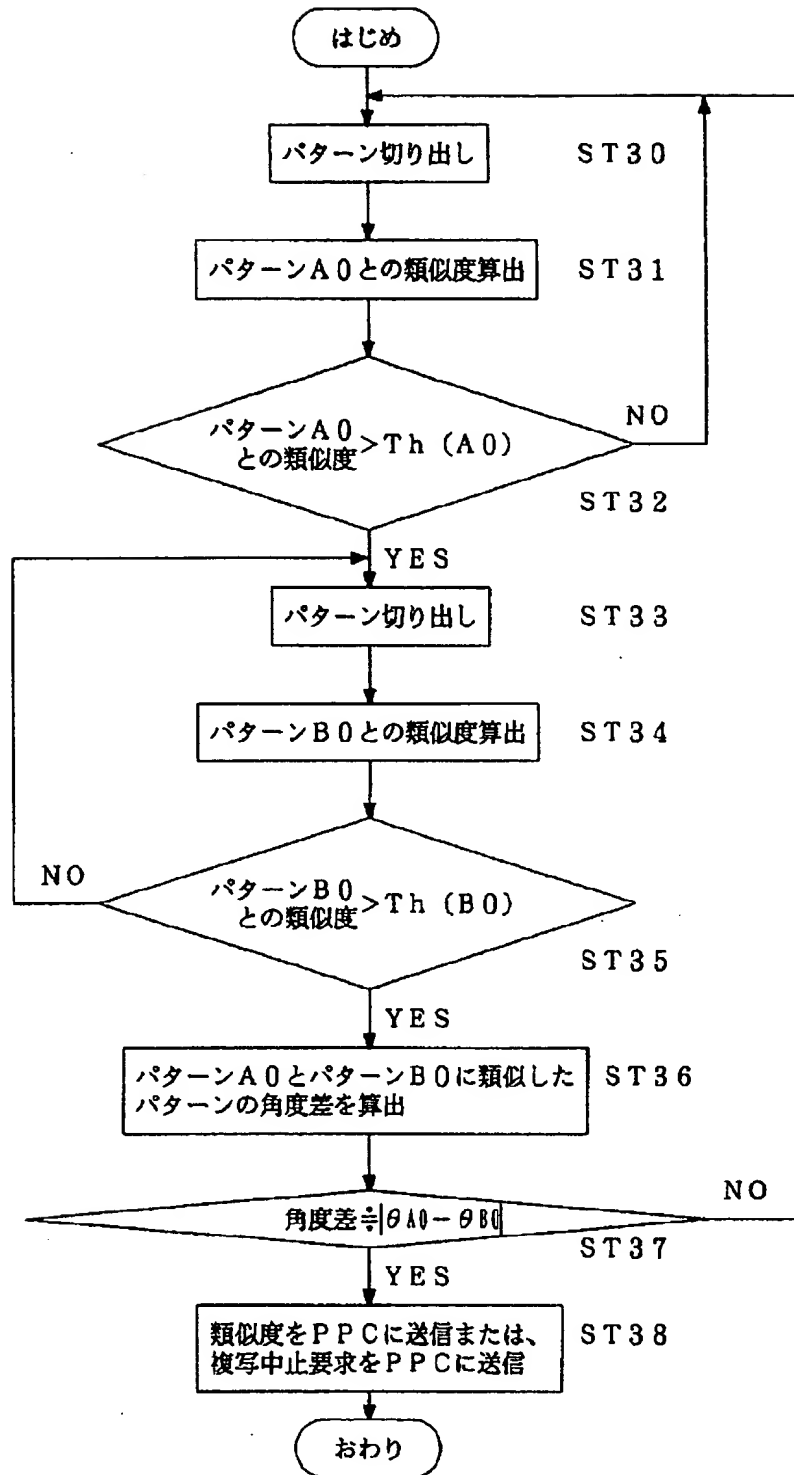 はじめ
パターン切り出し ST30
パターンA0との類似度算出 ST31
パターンA0
との類似度>Th(A0)
NO
ST32
YES
パターン切り出し ST33
パターンB0との類似度算出 ST34
NO
パターンB0
との類似度>Th(B0)
ST35
YES
パターンA0とパターンB0に類似した ST36
パターンの角度差を算出
角度差≒|θA0-θB0|
NO
ST37
YES
類似度をPPCに送信または、 ST38
複写中止要求をPPCに送信
おわり